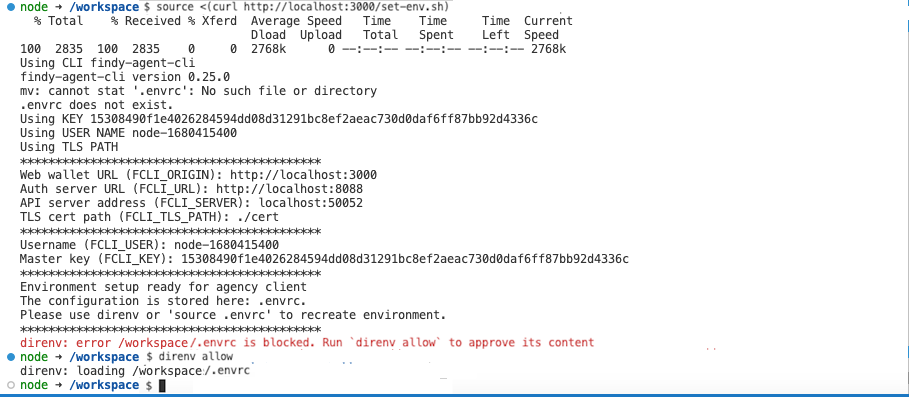 node → /workspace $ source <(curl http://localhost:3000/set-env.sh)
% Total % Received % Xferd Average Speed Time Time Time Current
Dload Upload Total Spent Left Speed
100 2835 100 2835 0 0 2768k 0 --:--:-- --:--:-- --:--:-- 2768k
Using CLI findy-agent-cli
findy-agent-cli version 0.25.0
mv: cannot stat '.envrc': No such file or directory
.envrc does not exist.
Using KEY 15308490f1e4026284594dd08d31291bc8ef2aeac730d0daf6ff87bb92d4336c
Using USER NAME node-1680415400
Using TLS PATH
*******************************************
Web wallet URL (FCLI_ORIGIN): http://localhost:3000
Auth server URL (FCLI_URL): http://localhost:8088
API server address (FCLI_SERVER): localhost:50052
TLS cert path (FCLI_TLS_PATH): ./cert
*******************************************
Username (FCLI_USER): node-1680415400
Master key (FCLI_KEY): 15308490f1e4026284594dd08d31291bc8ef2aeac730d0daf6ff87bb92d4336c
*******************************************
Environment setup ready for agency client
The configuration is stored here: .envrc.
Please use direnv or 'source .envrc' to recreate environment.
*******************************************
direnv: error /workspace/.envrc is blocked. Run `direnv allow` to approve its content
node → /workspace $ direnv allow
direnv: loading /workspace/.envrc
node → /workspace $